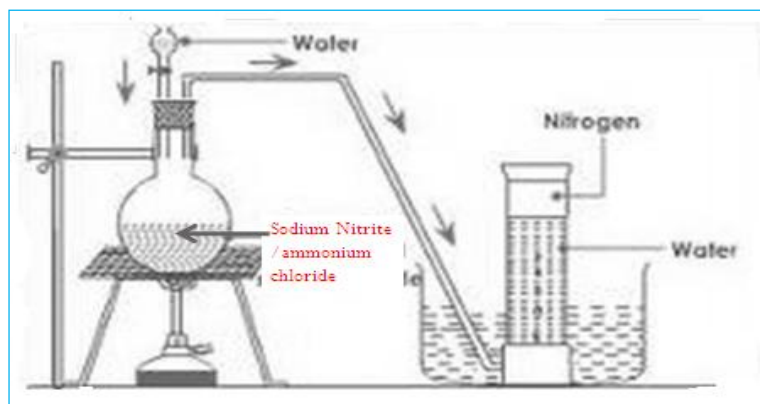 Water
Nitrogen
Sodium Nitrite
/ammonium
chloride
Water